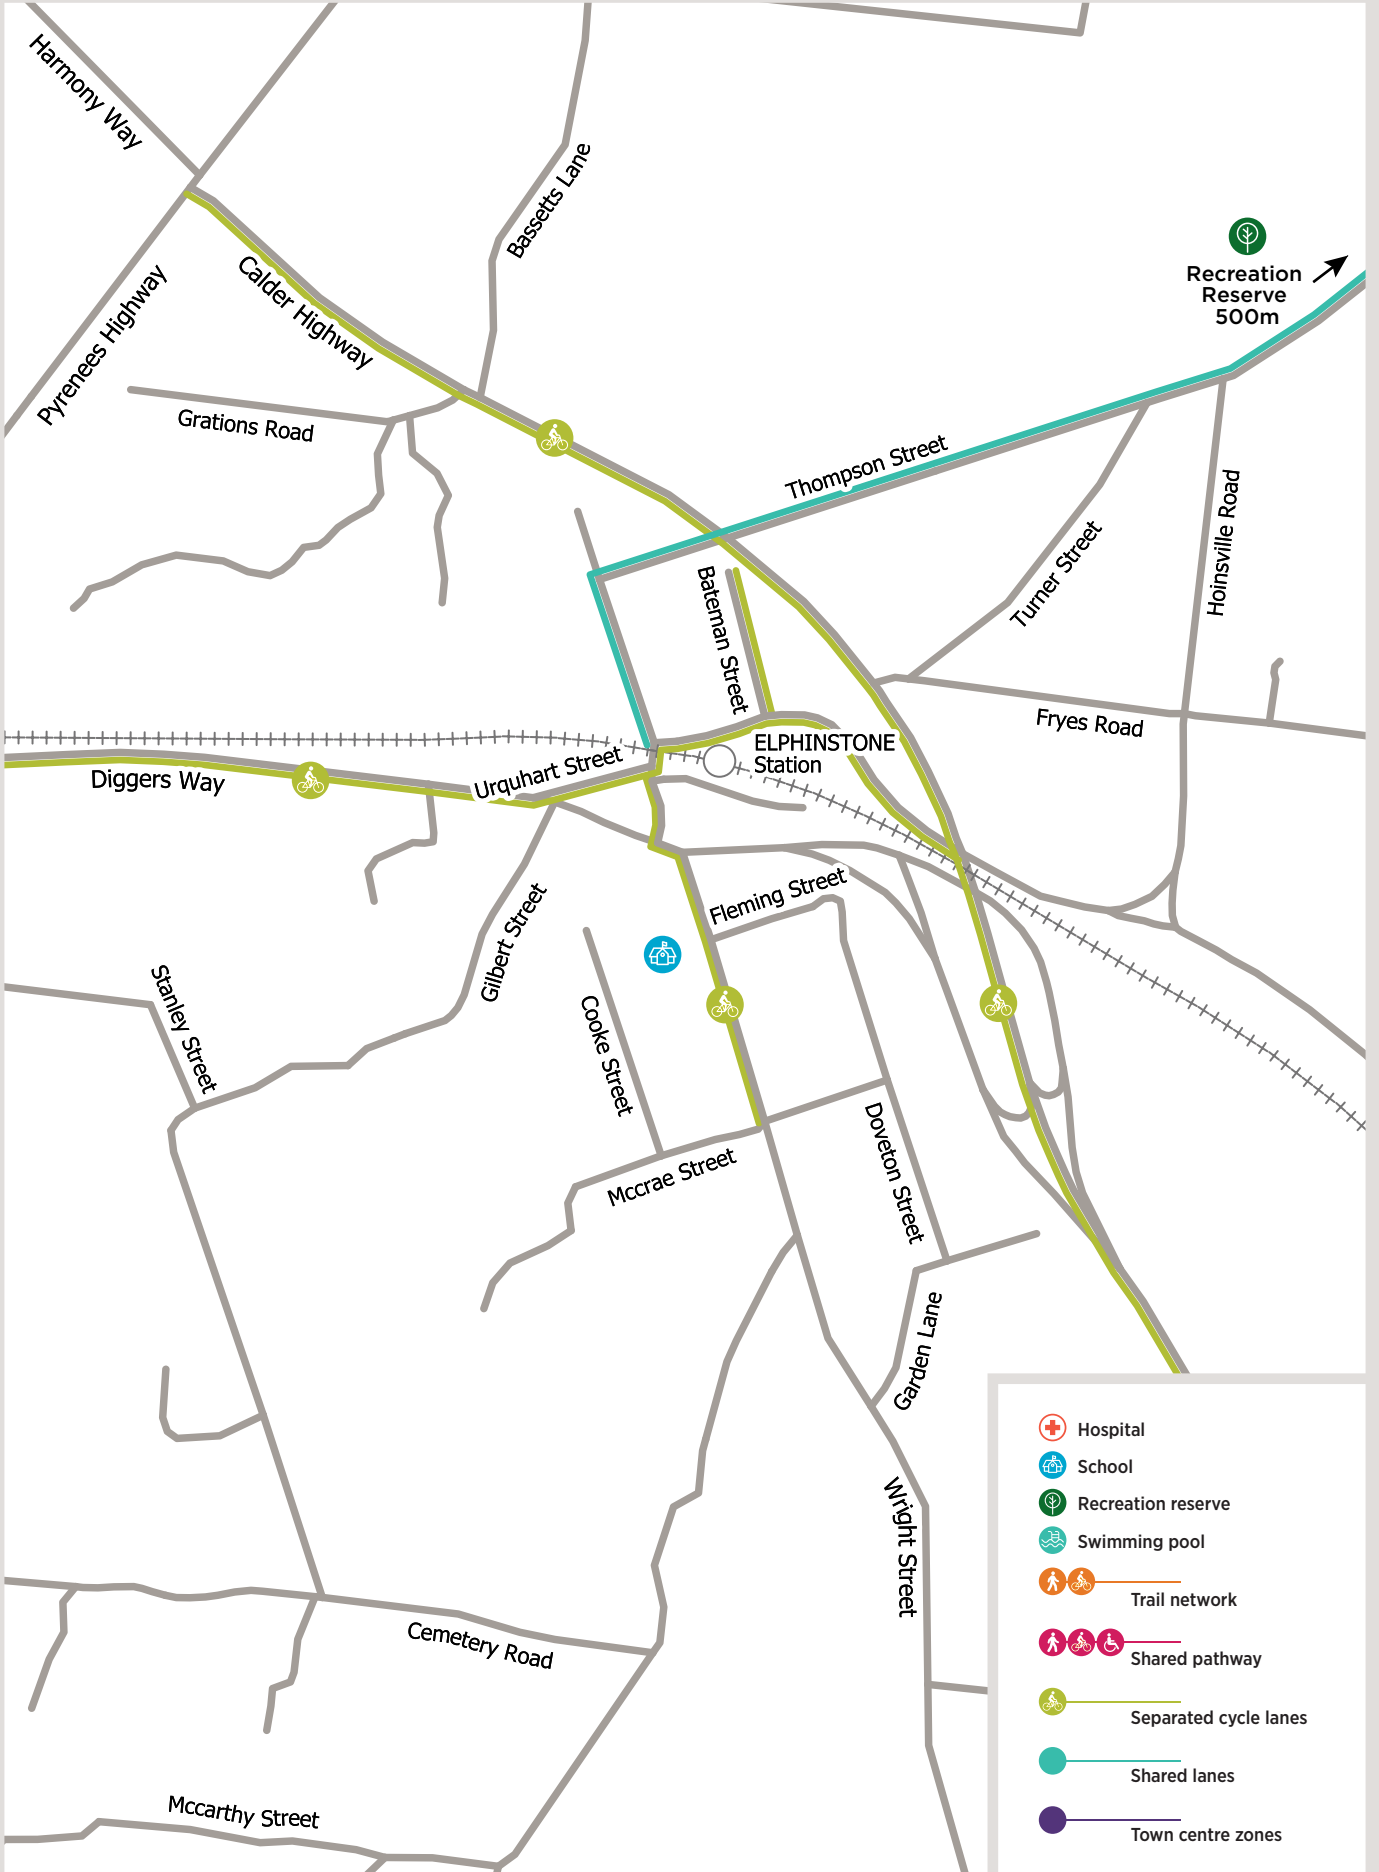 Harmony Way
Bassetts Lane
Recreation
Reserve
500m
Calder Highway
Pyrenees Highway
Grations Road
Thompson Street
Hoinsville Road
Turner Street
Bateman Street
Fryes Road
ELPHINSTONE
Station
Urquhart Street
Diggers Way
Fleming Street
Gilbert Street
Stanley Street
Cooke Street
Doveton Street
Mccrae Street
Garden Lane
Wright Street
Cemetery Road
Mccarthy Street
Hospital
School
Recreation reserve
Swimming pool
Trail network
Shared pathway
Separated cycle lanes
Shared lanes
Town centre zones